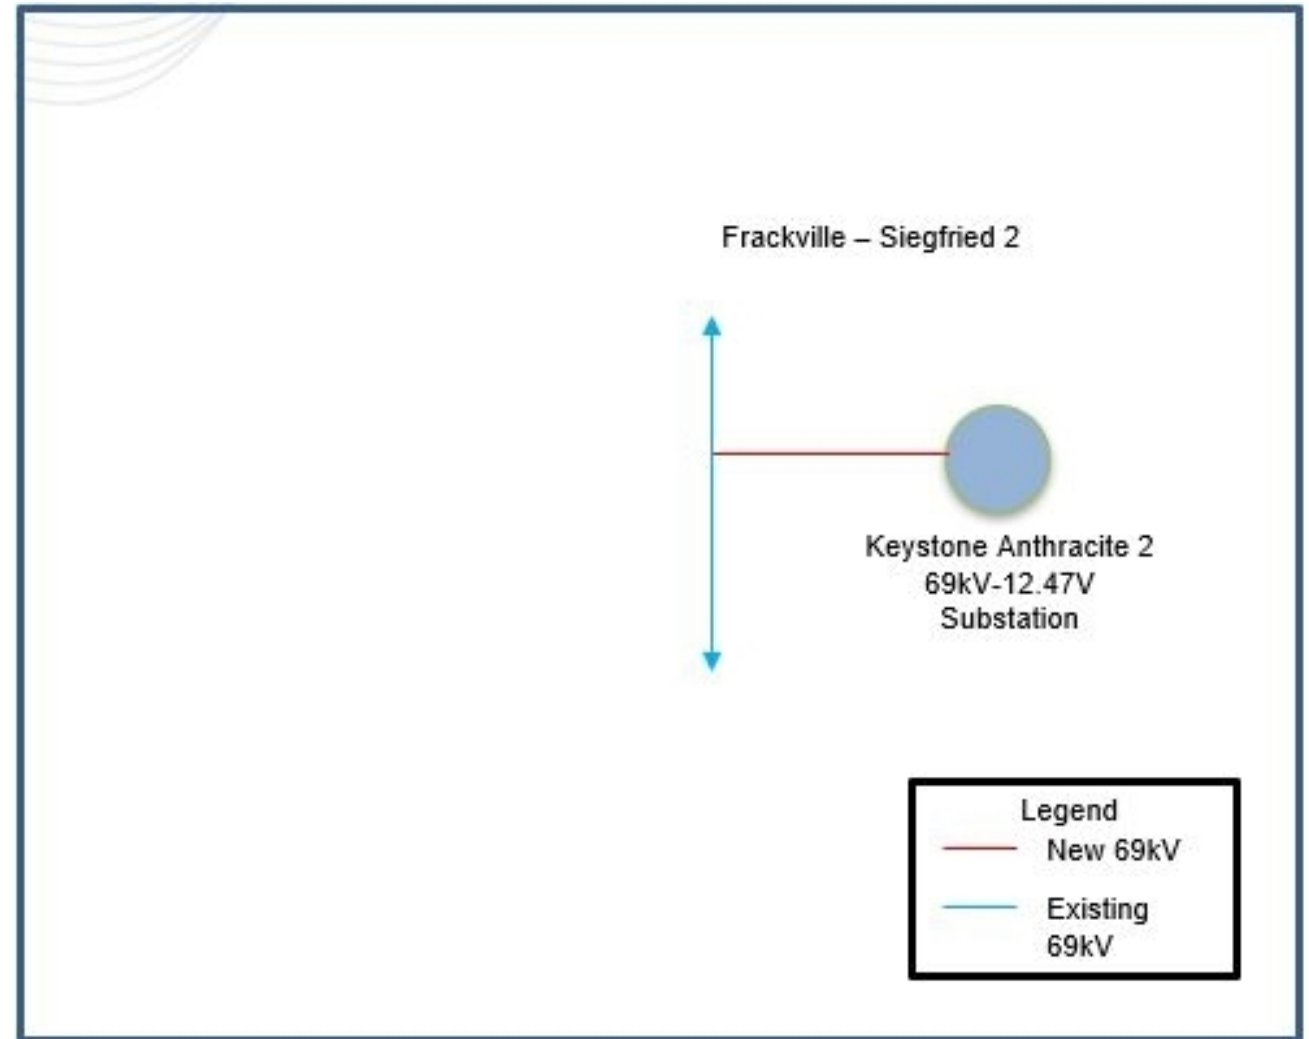 Frackville – Siegfried 2
Keystone Anthracite 2
69kV-12.47V
Substation
Legend
New 69kV
Existing
69kV